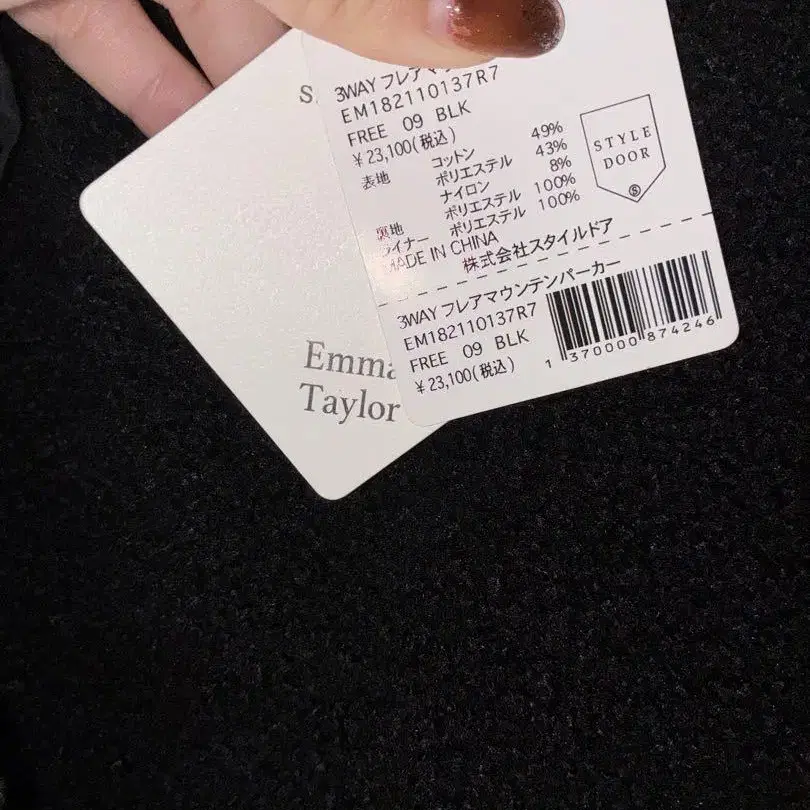 S
3WAY フレアマウ
EM182110137R7
FREE 09 BLK
¥23,100(税込)
表地 コットン 49%
ポリエステル 43%
ナイロン 8%
裏地 ポリエステル 100%
ライナー ポリエステル 100%
MADE IN CHINA
株式会社スタイルドア
STYLE
DOOR
S
3WAY フレアマウンテンパーカー
EM182110137R7
FREE 09 BLK
¥23,100(税込)
1 370000 874246
Emma
Taylor